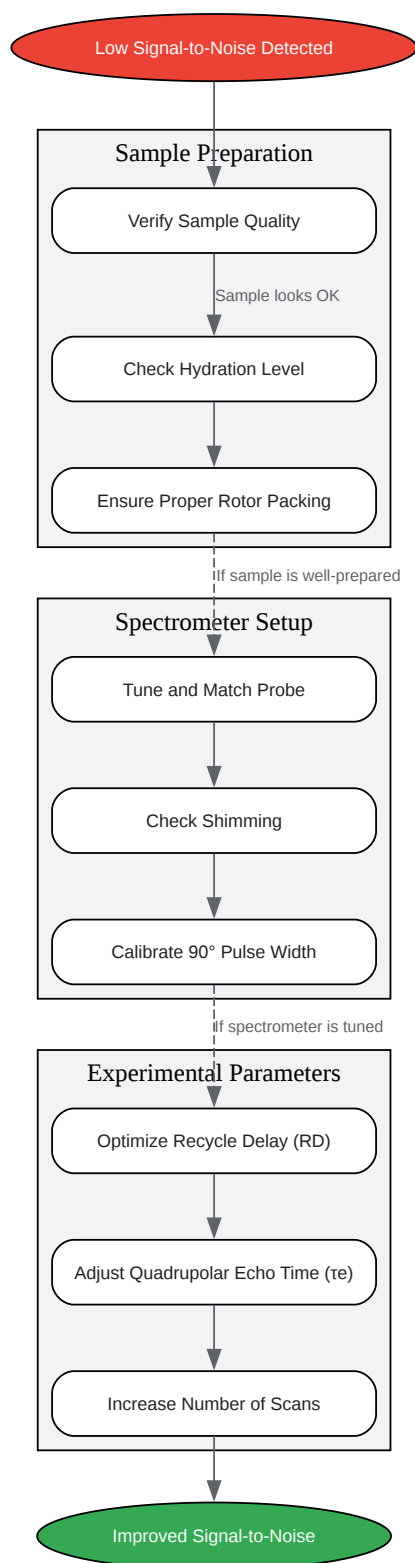 Low Signal-to-Noise Detected
Sample Preparation
Verify Sample Quality
Sample looks OK
Check Hydration Level
Ensure Proper Rotor Packing
If sample is well-prepared
Spectrometer Setup
Tune and Match Probe
Check Shimming
Calibrate 90° Pulse Width
If spectrometer is tuned
Experimental Parameters
Optimize Recycle Delay (RD)
Adjust Quadrupolar Echo Time (τe)
Increase Number of Scans
Improved Signal-to-Noise